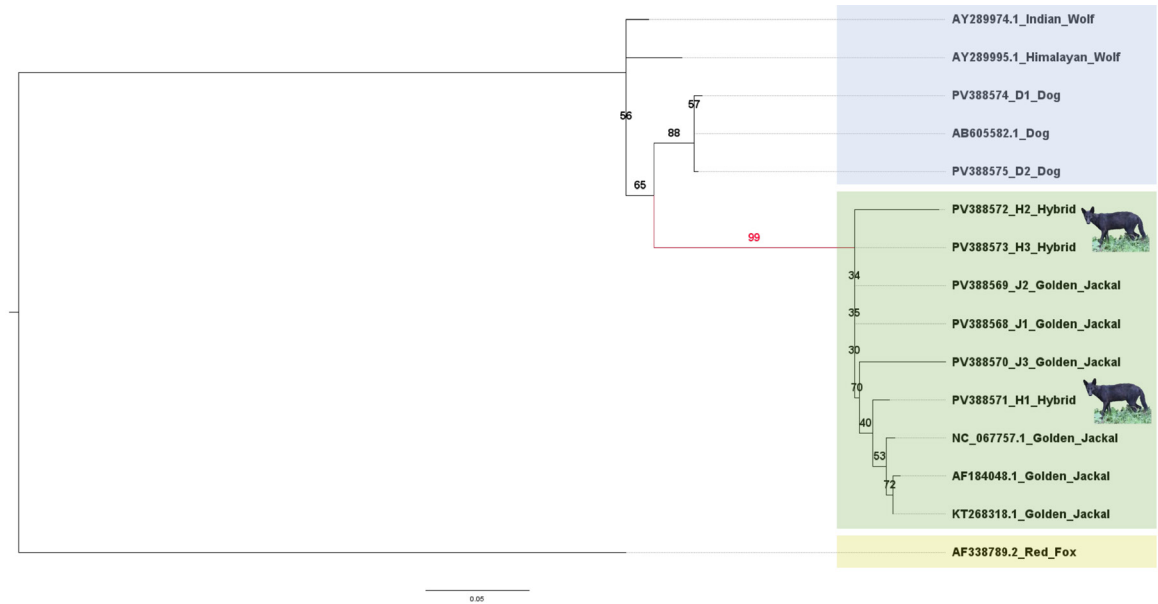 AY289974.1_Indian_Wolf
AY289995.1_Himalayan_Wolf
PV388574_D1_Dog
57
56
AB605582.1_Dog
88
PV388575_D2_Dog
65
PV388572_H2_Hybrid
99
PV388573_H3_Hybrid
34
PV388569_J2_Golden_Jackal
35
PV388568_J1_Golden_Jackal
30
PV388570_J3_Golden_Jackal
70
PV388571_H1_Hybrid
40
NC_067757.1_Golden_Jackal
53
AF184048.1_Golden_Jackal
72
KT268318.1_Golden_Jackal
AF338789.2_Red_Fox
0.05